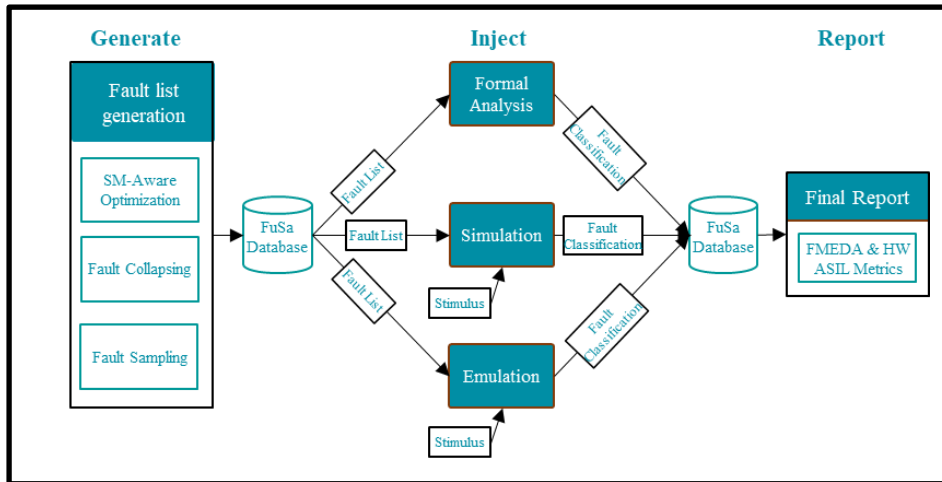 Generate
Inject
Report
Fault list
generation
SM-Aware
Optimization
Fault Collapsing
Fault Sampling
FuSa
Database
Fault List
Fault List
Fault List
Formal
Analysis
Simulation
Stimulus
Emulation
Stimulus
Fault
Classification
Fault
Classification
Fault
Classification
FuSa
Database
Final Report
FMEDA & HW
ASIL Metrics